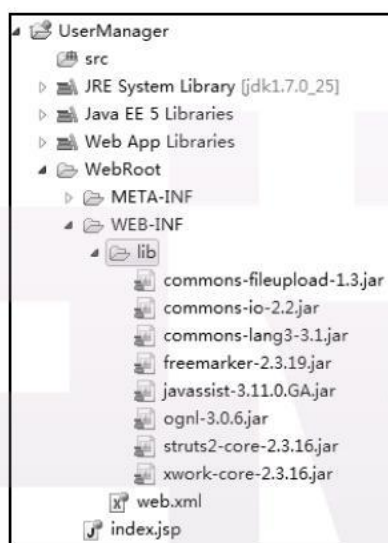 UserManager
src
JRE System Library [jdk1.7.0_25]
Java EE 5 Libraries
Web App Libraries
WebRoot
META-INF
WEB-INF
lib
commons-fileupload-1.3.jar
commons-io-2.2.jar
commons-lang3-3.1.jar
freemarker-2.3.19.jar
javassist-3.11.0.GA.jar
ognl-3.0.6.jar
struts2-core-2.3.16.jar
xwork-core-2.3.16.jar
web.xml
index.jsp